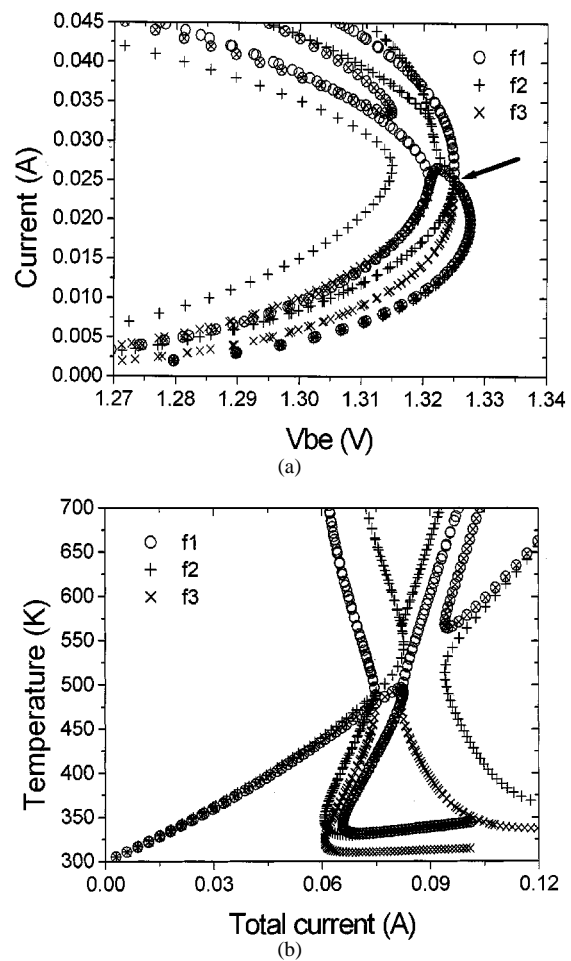 0.045
0.040
0.035
0.030
0.025
0.020
0.015
0.010
0.005
0.000
Current (A)
f1
f2
f3
1.27 1.28 1.29 1.30 1.31 1.32 1.33 1.34
Vbe (V)
(a)
700
650
600
550
500
450
400
350
300
Temperature (K)
f1
f2
f3
0.00 0.03 0.06 0.09 0.12
Total current (A)
(b)